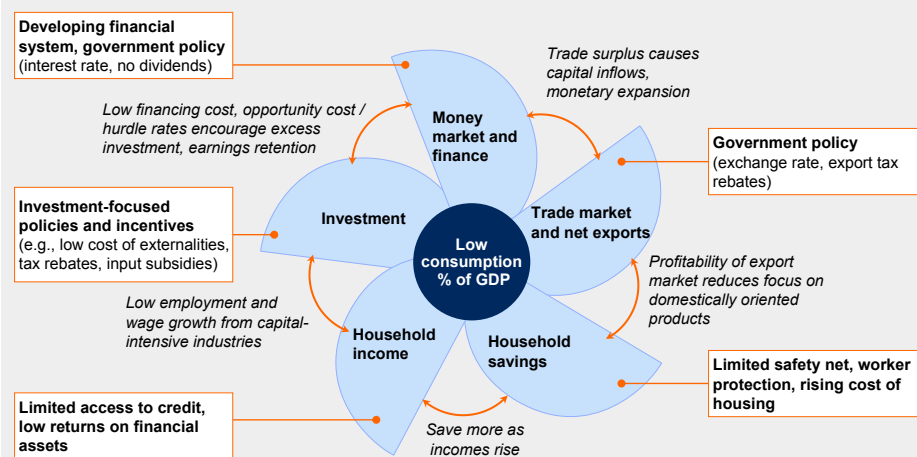 Developing financial
system, government policy
(interest rate, no dividends)
Trade surplus causes
capital inflows,
monetary expansion
Low financing cost, opportunity cost /
hurdle rates encourage excess
investment, earnings retention
Money
market and
finance
Government policy
(exchange rate, export tax
rebates)
Investment-focused
policies and incentives
(e.g., low cost of externalities,
tax rebates, input subsidies)
Investment
Trade market
and net exports
Low
consumption
% of GDP
Profitability of export
market reduces focus on
domestically oriented
products
Low employment and
wage growth from capital-
intensive industries
Household
income
Household
savings
Limited safety net, worker
protection, rising cost of
housing
Limited access to credit,
low returns on financial
assets
Save more as
incomes rise